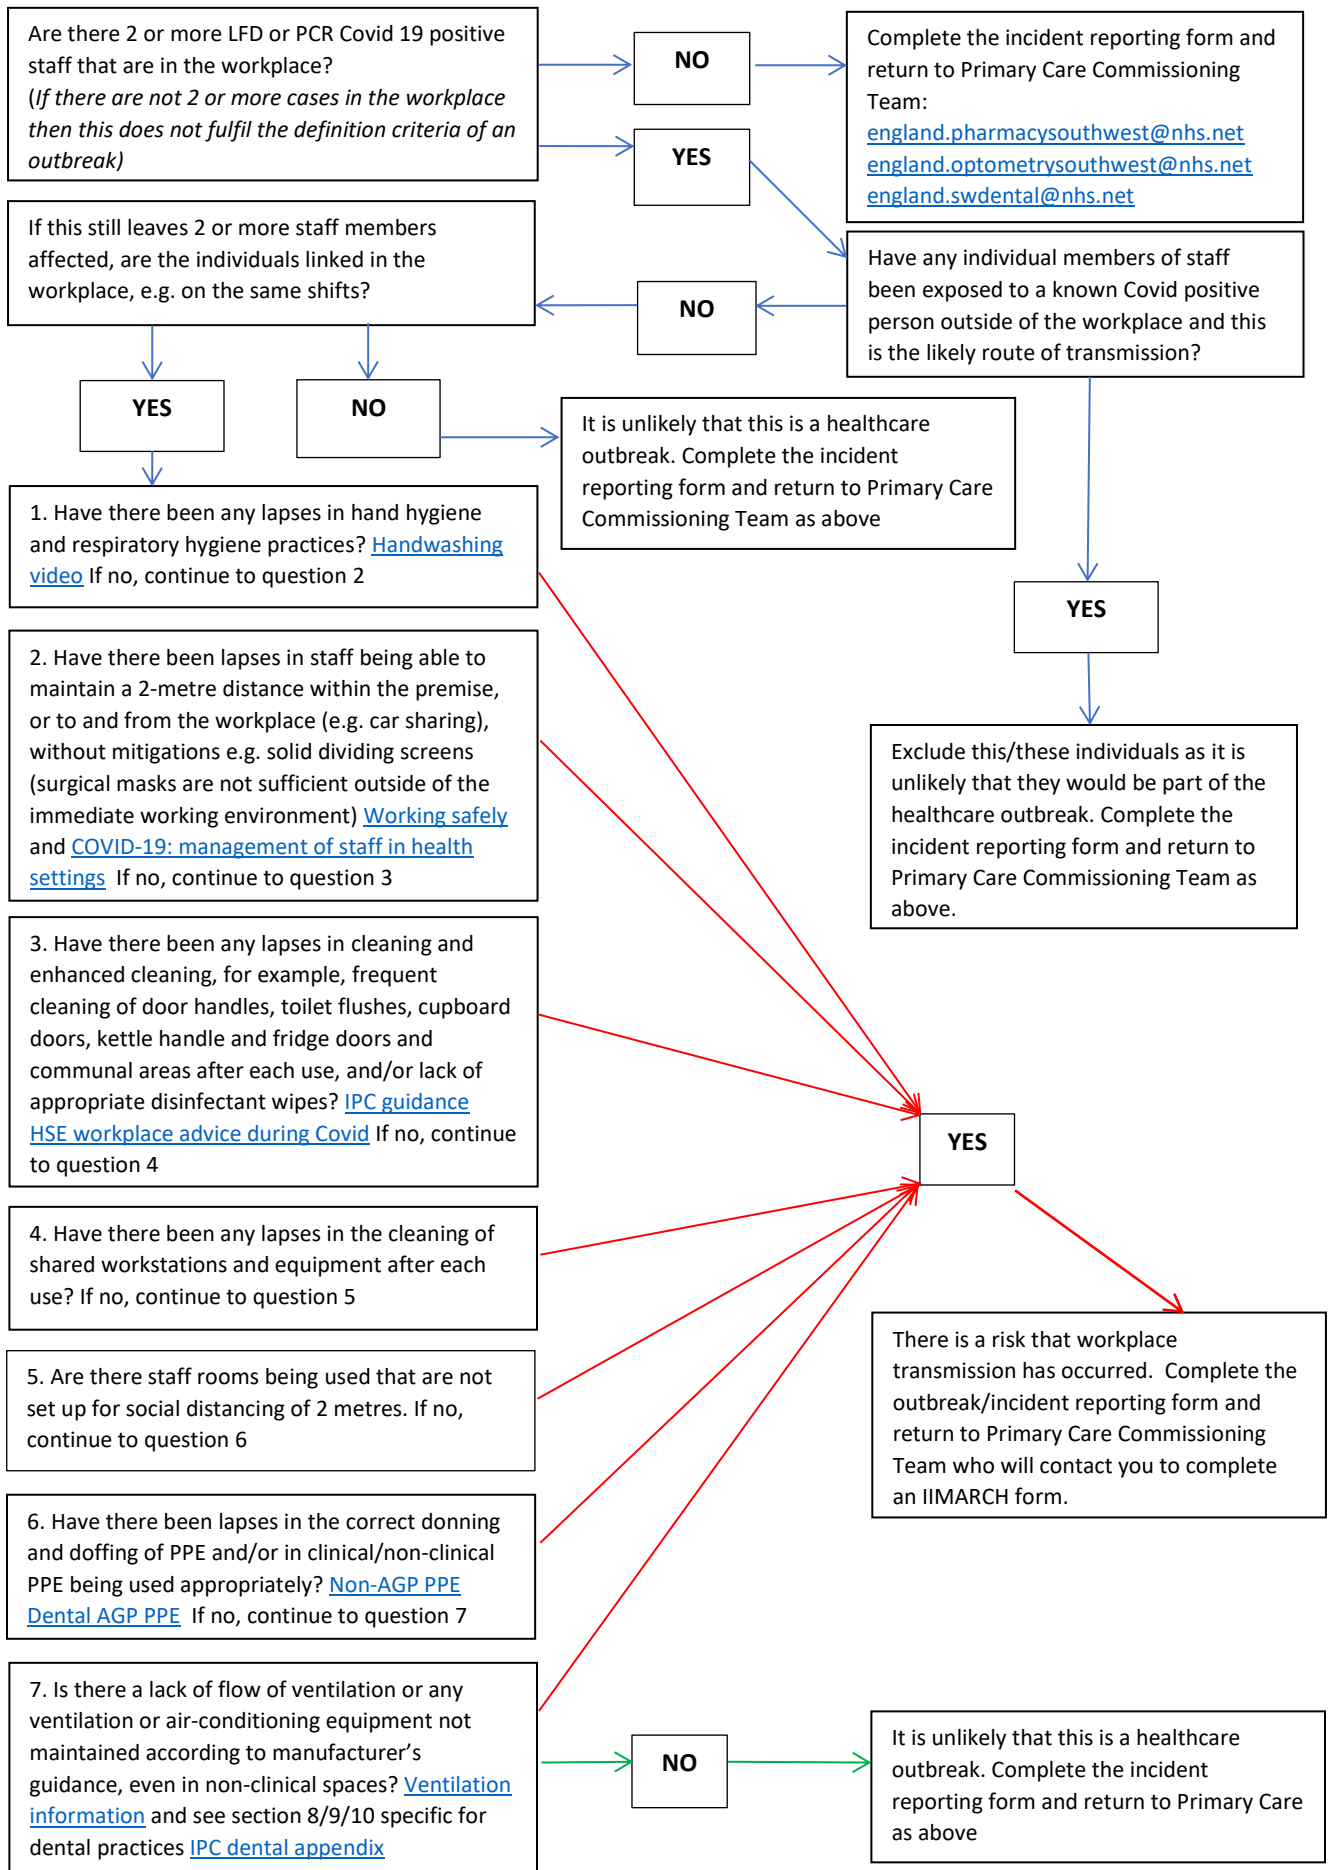 Are there 2 or more LFD or PCR Covid 19 positive
staff that are in the workplace?
(If there are not 2 or more cases in the workplace
then this does not fulfil the definition criteria of an
outbreak)
NO
YES
Complete the incident reporting form and
return to Primary Care Commissioning
Team:
england.pharmacysouthwest@nhs.net
england.optometrysouthwest@nhs.net
england.swdental@nhs.net
Have any individual members of staff
been exposed to a known Covid positive
person outside of the workplace and this
is the likely route of transmission?
NO
If this still leaves 2 or more staff members
affected, are the individuals linked in the
workplace, e.g. on the same shifts?
YES
NO
It is unlikely that this is a healthcare
outbreak. Complete the incident
reporting form and return to Primary Care
Commissioning Team as above
YES
Exclude this/these individuals as it is
unlikely that they would be part of the
healthcare outbreak. Complete the
incident reporting form and return to
Primary Care Commissioning Team as
above.
1. Have there been any lapses in hand hygiene
and respiratory hygiene practices? Handwashing
video If no, continue to question 2
2. Have there been lapses in staff being able to
maintain a 2-metre distance within the premise,
or to and from the workplace (e.g. car sharing),
without mitigations e.g. solid dividing screens
(surgical masks are not sufficient outside of the
immediate working environment) Working safely
and COVID-19: management of staff in health
settings If no, continue to question 3
3. Have there been any lapses in cleaning and
enhanced cleaning, for example, frequent
cleaning of door handles, toilet flushes, cupboard
doors, kettle handle and fridge doors and
communal areas after each use, and/or lack of
appropriate disinfectant wipes? IPC guidance
HSE workplace advice during Covid If no, continue
to question 4
4. Have there been any lapses in the cleaning of
shared workstations and equipment after each
use? If no, continue to question 5
5. Are there staff rooms being used that are not
set up for social distancing of 2 metres. If no,
continue to question 6
6. Have there been lapses in the correct donning
and doffing of PPE and/or in clinical/non-clinical
PPE being used appropriately? Non-AGP PPE
Dental AGP PPE If no, continue to question 7
7. Is there a lack of flow of ventilation or any
ventilation or air-conditioning equipment not
maintained according to manufacturer’s
guidance, even in non-clinical spaces? Ventilation
information and see section 8/9/10 specific for
dental practices IPC dental appendix
YES
There is a risk that workplace
transmission has occurred. Complete the
outbreak/incident reporting form and
return to Primary Care Commissioning
Team who will contact you to complete
an IIMARCH form.
NO
It is unlikely that this is a healthcare
outbreak. Complete the incident
reporting form and return to Primary Care
as above